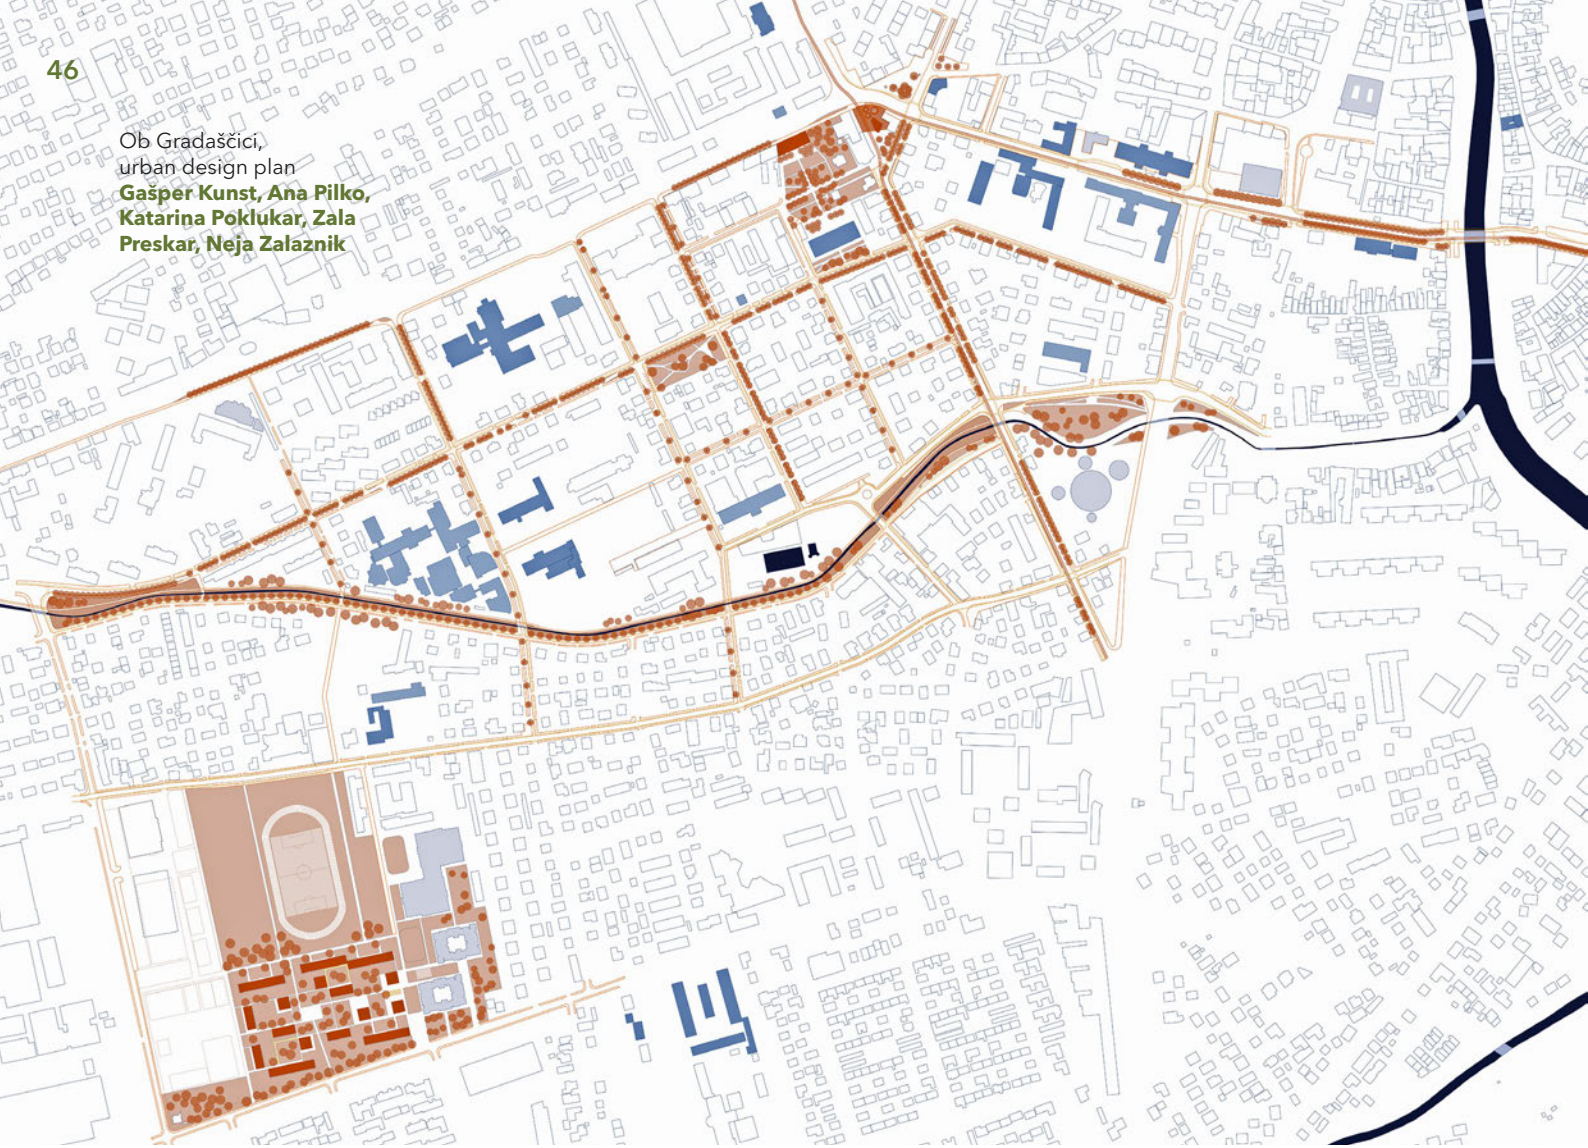 46
Ob Gradaščici,
urban design plan
Gašper Kunst, Ana Pilko,
Katarina Poklukar, Zala
Preskar, Neja Zalaznik